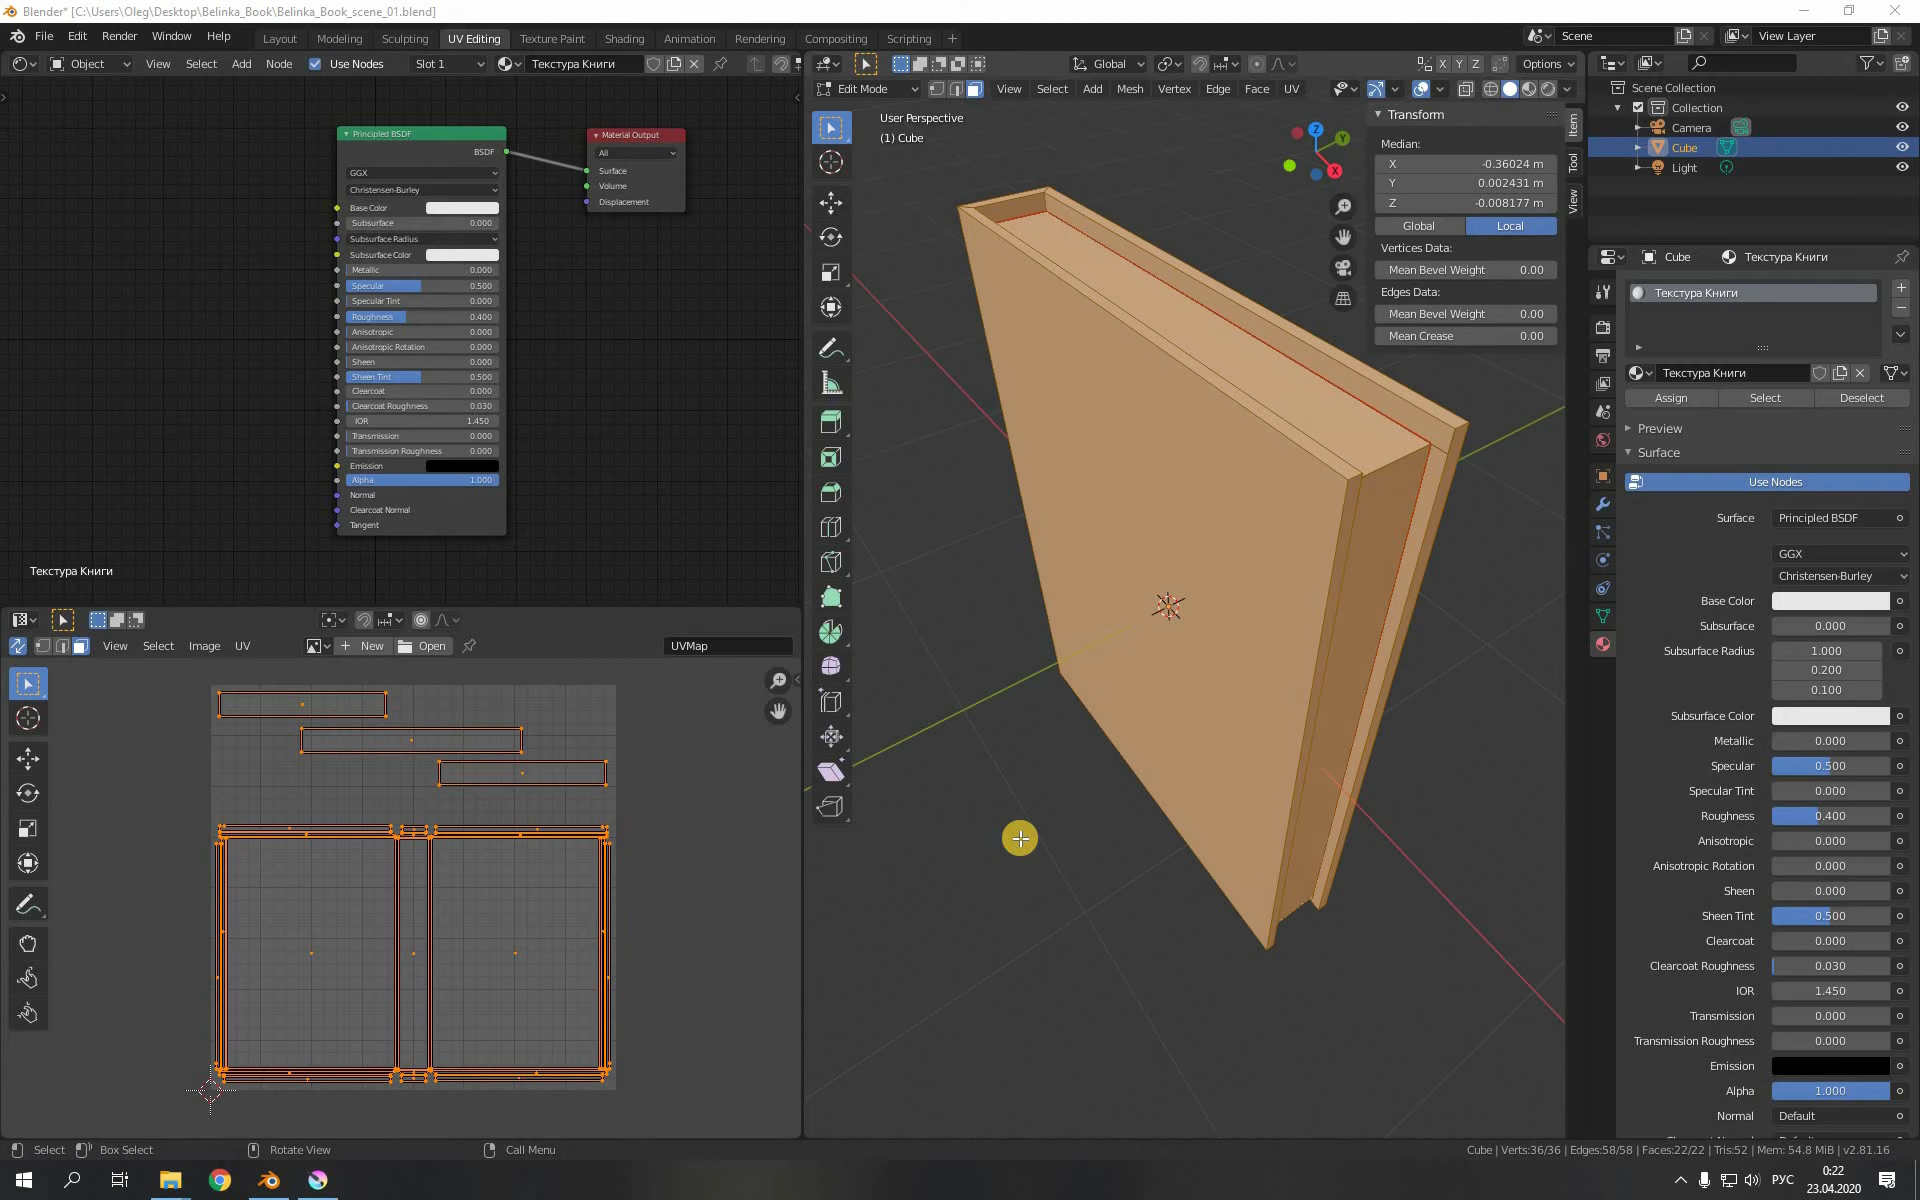 Blender* [C:\Users\Oleg\Desktop\Belinka_Book\Belinka_Book_scene_01.blend]
File Edit Render Window Help
Layout Modeling Sculpting UV Editing Texture Paint Shading Animation Rendering Compositing Scripting
Scene
View Layer
Object View Select Add Node Use Nodes Slot 1 Текстура Книги
Global
X Y Z
Options
Edit Mode View Select Add Mesh Vertex Edge Face UV
Principled BSDF
BSDF
GGX
Christensen-Burley
Base Color
Subsurface 0.000
Subsurface Radius
Subsurface Color
Metallic 0.000
Specular 0.500
Specular Tint 0.000
Roughness 0.400
Anisotropic 0.000
Anisotropic Rotation 0.000
Sheen 0.000
Sheen Tint 0.500
Clearcoat 0.000
Clearcoat Roughness 0.030
IOR 1.450
Transmission 0.000
Transmission Roughness 0.000
Emission
Alpha 1.000
Normal
Clearcoat Normal
Tangent
Material Output
All
Surface
Volume
Displacement
Текстура Книги
User Perspective
(1) Cube
Z
Y
X
Transform
Median:
X -0.36024 m
Y 0.002431 m
Z -0.008177 m
Global Local
Vertices Data:
Mean Bevel Weight 0.00
Edges Data:
Mean Bevel Weight 0.00
Mean Crease 0.00
Item
Tool
View
Scene Collection
Collection
Camera
Cube
Light
Cube Текстура Книги
Текстура Книги
Текстура Книги
Assign Select Deselect
Preview
Surface
Use Nodes
Surface Principled BSDF
GGX
Christensen-Burley
Base Color
Subsurface 0.000
Subsurface Radius 1.000
0.200
0.100
Subsurface Color
Metallic 0.000
Specular 0.500
Specular Tint 0.000
Roughness 0.400
Anisotropic 0.000
Anisotropic Rotation 0.000
Sheen 0.000
Sheen Tint 0.500
Clearcoat 0.000
Clearcoat Roughness 0.030
IOR 1.450
Transmission 0.000
Transmission Roughness 0.000
Emission
Alpha 1.000
Normal Default
View Select Image UV New Open UVMap
Select Box Select Rotate View Call Menu
Cube | Verts:36/36 | Edges:58/58 | Faces:22/22 | Tris:52 | Mem: 54.8 MiB | v2.81.16
РУС
0:22
23.04.2020